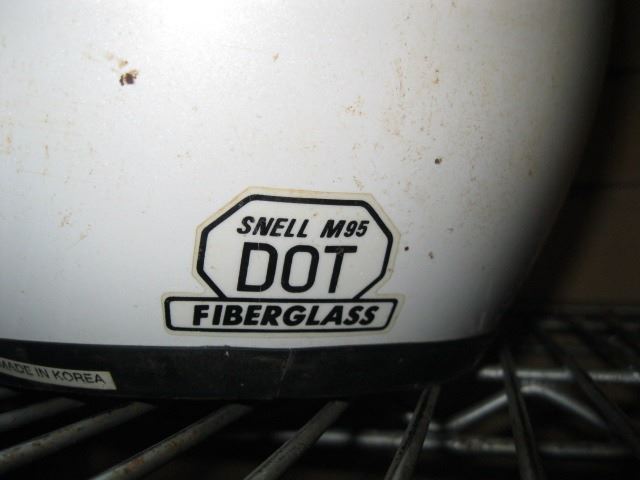 SNELL M95
DOT
FIBERGLASS
MADE IN KOREA